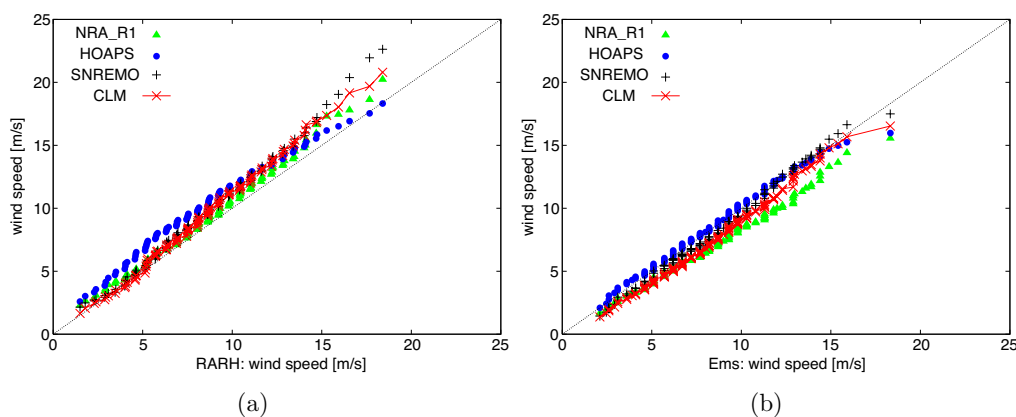 25
20
15
10
5
0
wind speed [m/s]
NRA_R1
HOAPS
SNREMO
CLM
0 5 10 15 20 25
RARH: wind speed [m/s]
(a)
25
20
15
10
5
0
wind speed [m/s]
NRA_R1
HOAPS
SNREMO
CLM
0 5 10 15 20 25
Ems: wind speed [m/s]
(b)